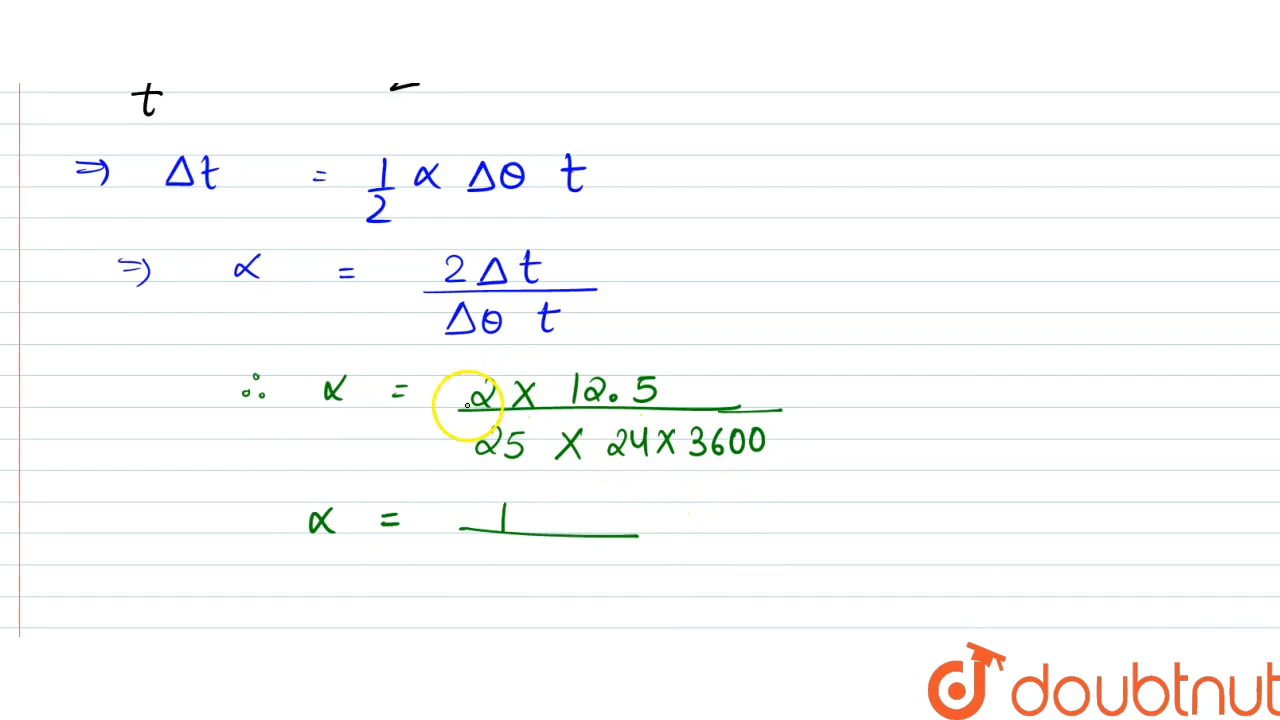 t
⇒ Δt = 1/2 α Δθ t
⇒ α = 2Δt / Δθ t
∴ α = 2 × 12.5 / 25 × 24 × 3600
α = 1
doubtnut